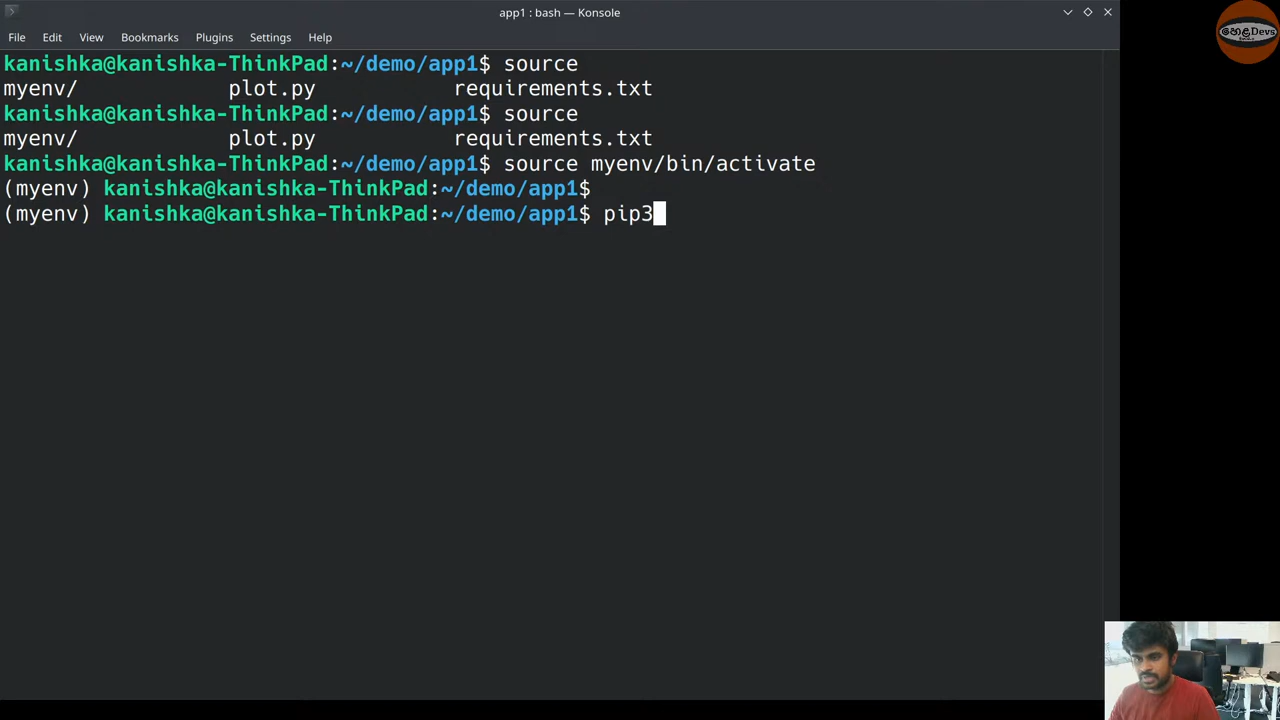 app1 : bash — Konsole
File Edit View Bookmarks Plugins Settings Help
kanishka@kanishka-ThinkPad:~/demo/app1$ source
myenv/ plot.py requirements.txt
kanishka@kanishka-ThinkPad:~/demo/app1$ source
myenv/ plot.py requirements.txt
kanishka@kanishka-ThinkPad:~/demo/app1$ source myenv/bin/activate
(myenv) kanishka@kanishka-ThinkPad:~/demo/app1$
(myenv) kanishka@kanishka-ThinkPad:~/demo/app1$ pip3
හෙළDevs